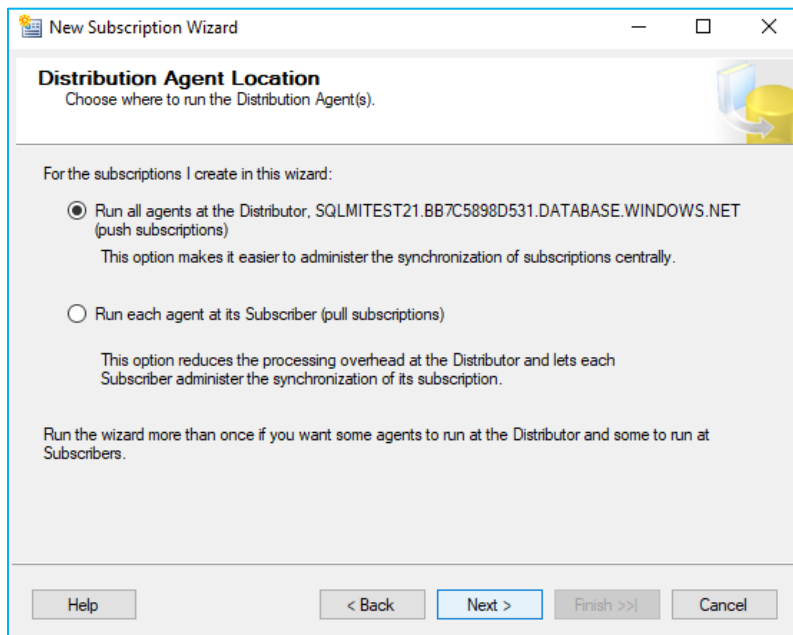 New Subscription Wizard
Distribution Agent Location
Choose where to run the Distribution Agent(s).
For the subscriptions I create in this wizard:
Run all agents at the Distributor, SQLMITEST21.BB7C5898D531.DATABASE.WINDOWS.NET
(push subscriptions)
This option makes it easier to administer the synchronization of subscriptions centrally.
Run each agent at its Subscriber (pull subscriptions)
This option reduces the processing overhead at the Distributor and lets each
Subscriber administer the synchronization of its subscription.
Run the wizard more than once if you want some agents to run at the Distributor and some to run at
Subscribers.
Help
< Back
Next >
Finish >>|
Cancel